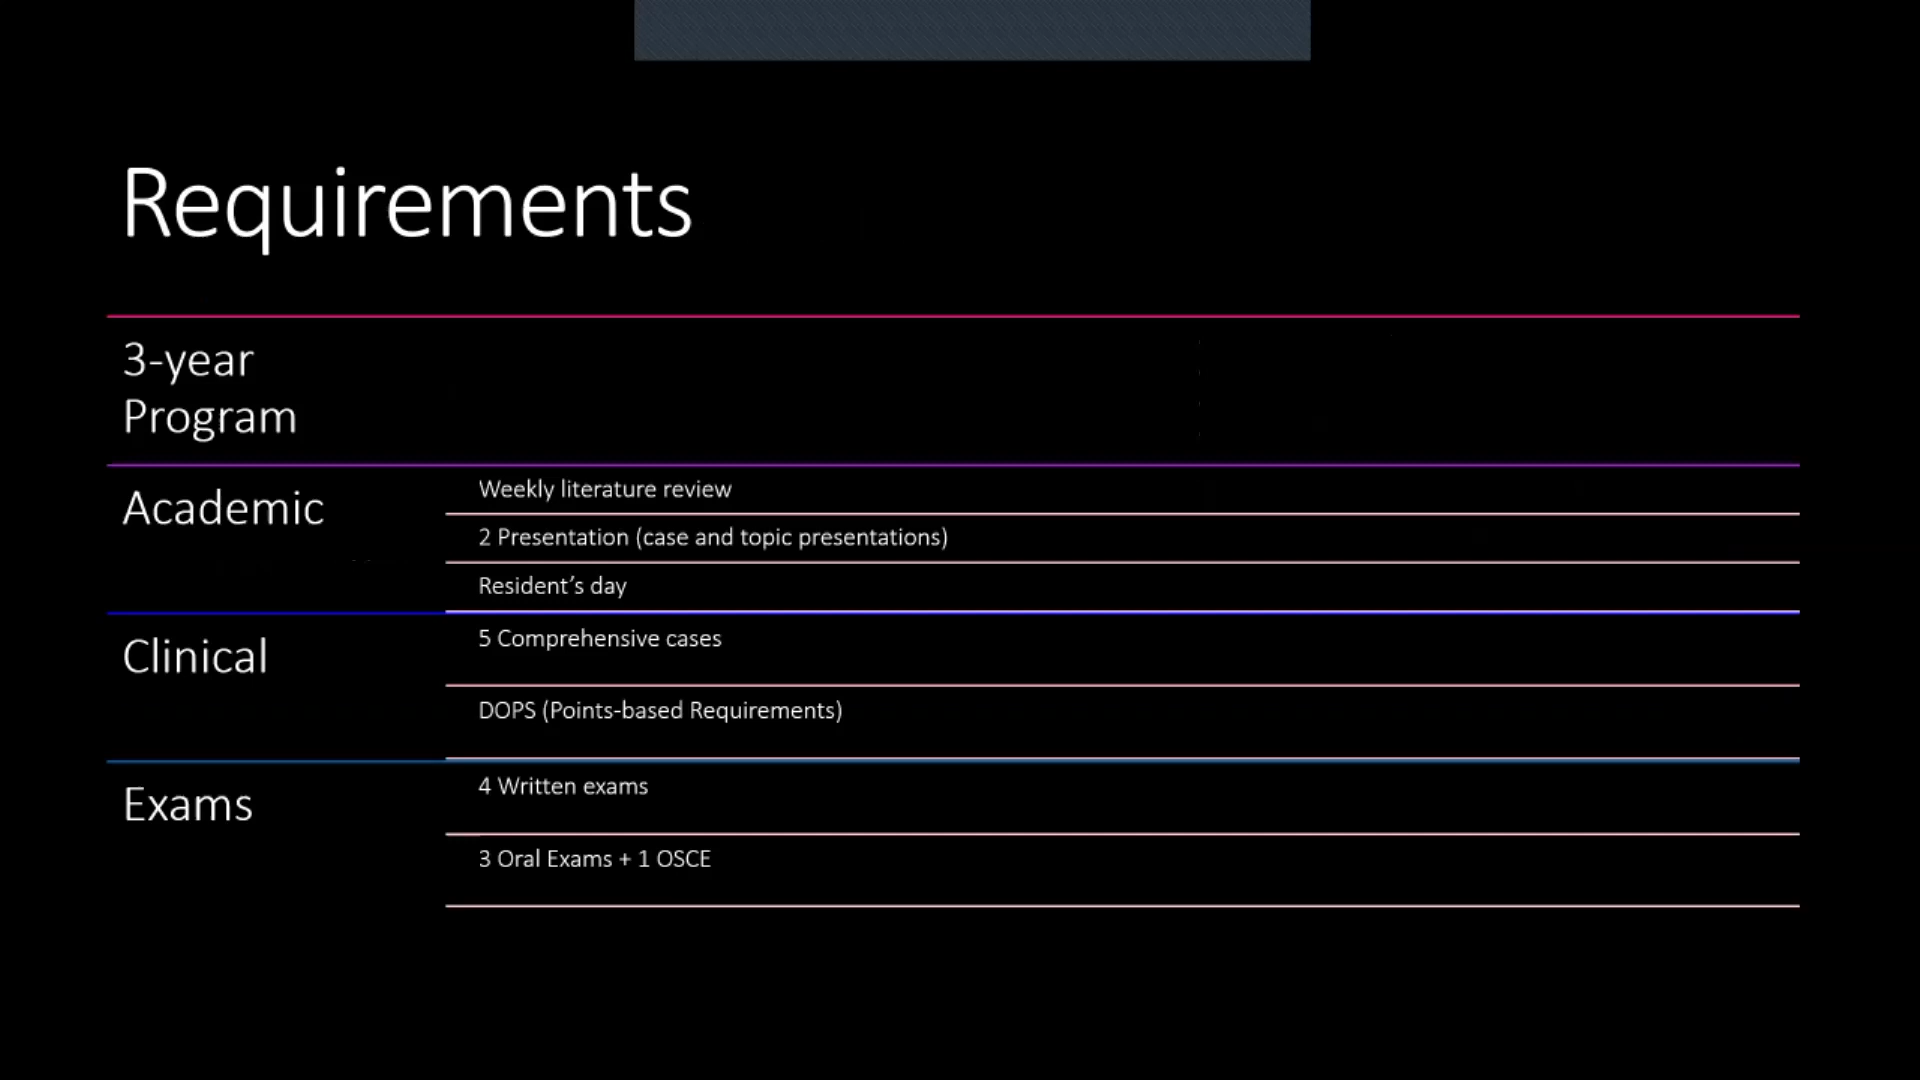 Requirements
3-year
Program
Academic
Weekly literature review
2 Presentation (case and topic presentations)
Resident’s day
Clinical
5 Comprehensive cases
DOPS (Points-based Requirements)
Exams
4 Written exams
3 Oral Exams + 1 OSCE